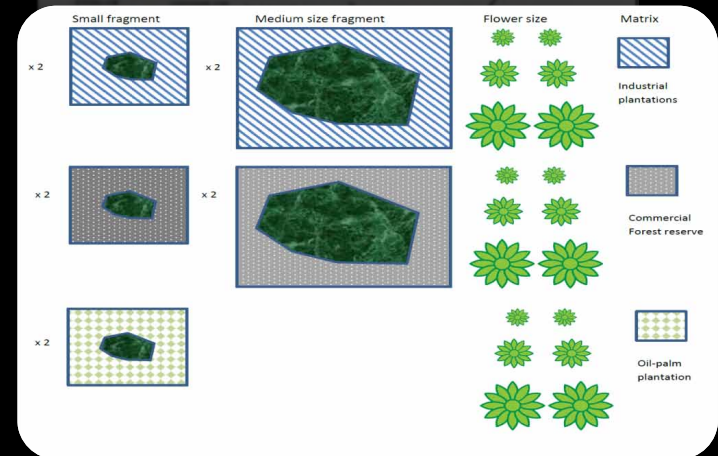 Small fragment
Medium size fragment
Flower size
Matrix
x 2
x 2
Industrial
plantations
x 2
x 2
Commercial
Forest reserve
x 2
Oil-palm
plantation